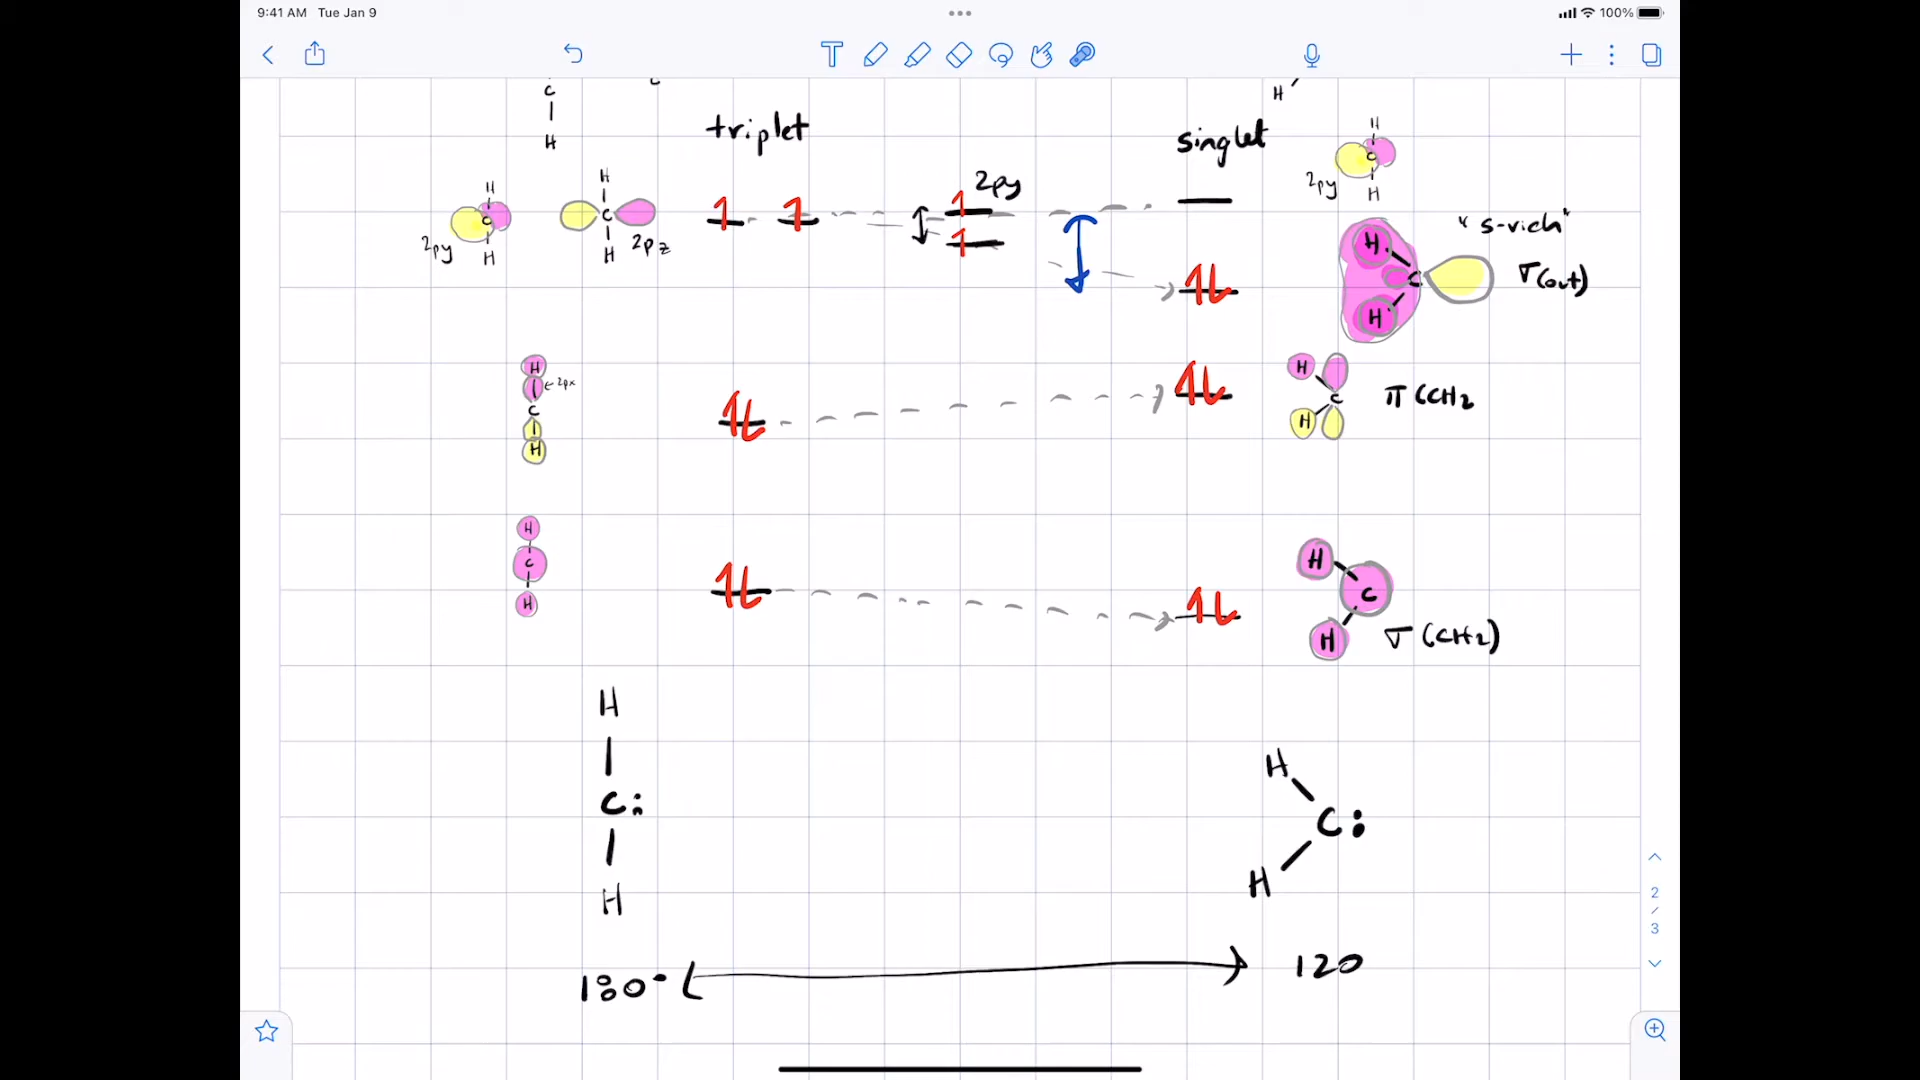 9:41 AM Tue Jan 9
100%
C
H
H
triplet
singlet
H
C
H
2py
2py
H
C
H
2py
H
C
H
2pz
"s-rich"
H
C
H
σ(out)
H
2px
C
H
H
C
H
π CCH2
H
C
H
H
C
H
σ (CH2)
H
C:
H
H
C:
H
2
/
3
180°
120